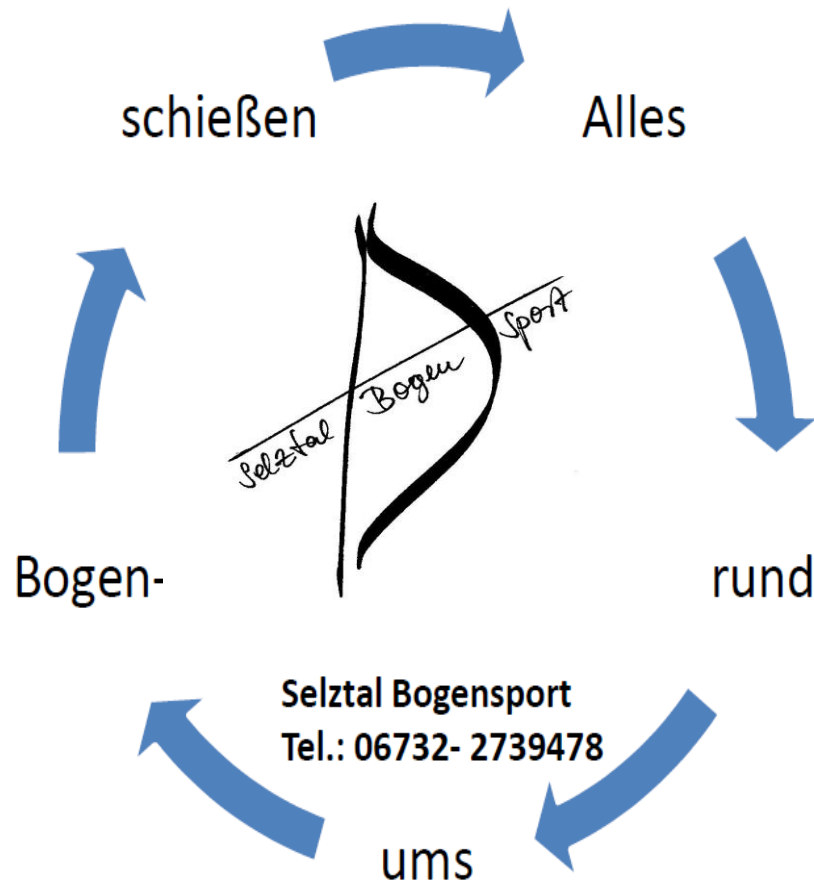 schießen
Alles
Selztal Bogen Sport
Bogen-
rund
Selztal Bogensport
Tel.: 06732- 2739478
ums